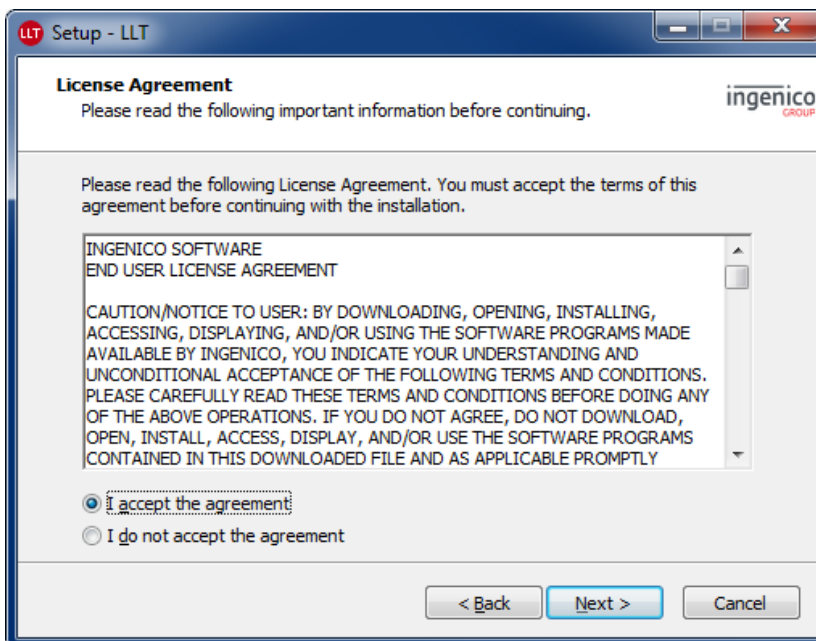 LLT Setup - LLT
License Agreement
Please read the following important information before continuing.
ingenico
GROUP
Please read the following License Agreement. You must accept the terms of this
agreement before continuing with the installation.
INGENICO SOFTWARE
END USER LICENSE AGREEMENT
CAUTION/NOTICE TO USER: BY DOWNLOADING, OPENING, INSTALLING,
ACCESSING, DISPLAYING, AND/OR USING THE SOFTWARE PROGRAMS MADE
AVAILABLE BY INGENICO, YOU INDICATE YOUR UNDERSTANDING AND
UNCONDITIONAL ACCEPTANCE OF THE FOLLOWING TERMS AND CONDITIONS.
PLEASE CAREFULLY READ THESE TERMS AND CONDITIONS BEFORE DOING ANY
OF THE ABOVE OPERATIONS. IF YOU DO NOT AGREE, DO NOT DOWNLOAD,
OPEN, INSTALL, ACCESS, DISPLAY, AND/OR USE THE SOFTWARE PROGRAMS
CONTAINED IN THIS DOWNLOADED FILE AND AS APPLICABLE PROMPTLY
I accept the agreement
I do not accept the agreement
< Back Next > Cancel